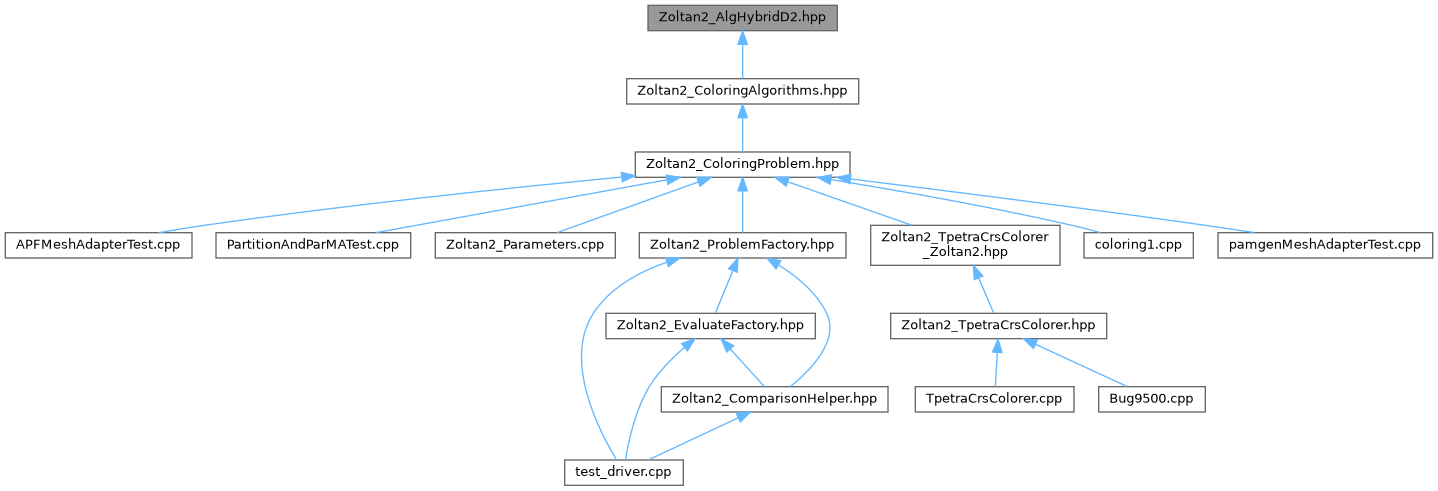 Zoltan2_AlgHybridD2.hpp
Zoltan2_ColoringAlgorithms.hpp
Zoltan2_ColoringProblem.hpp
APFMeshAdapterTest.cpp
PartitionAndParMATest.cpp
Zoltan2_Parameters.cpp
Zoltan2_ProblemFactory.hpp
Zoltan2_TpetraCrsColorer
_Zoltan2.hpp
coloring1.cpp
pamgenMeshAdapterTest.cpp
Zoltan2_EvaluateFactory.hpp
Zoltan2_TpetraCrsColorer.hpp
Zoltan2_ComparisonHelper.hpp
TpetraCrsColorer.cpp
Bug9500.cpp
test_driver.cpp